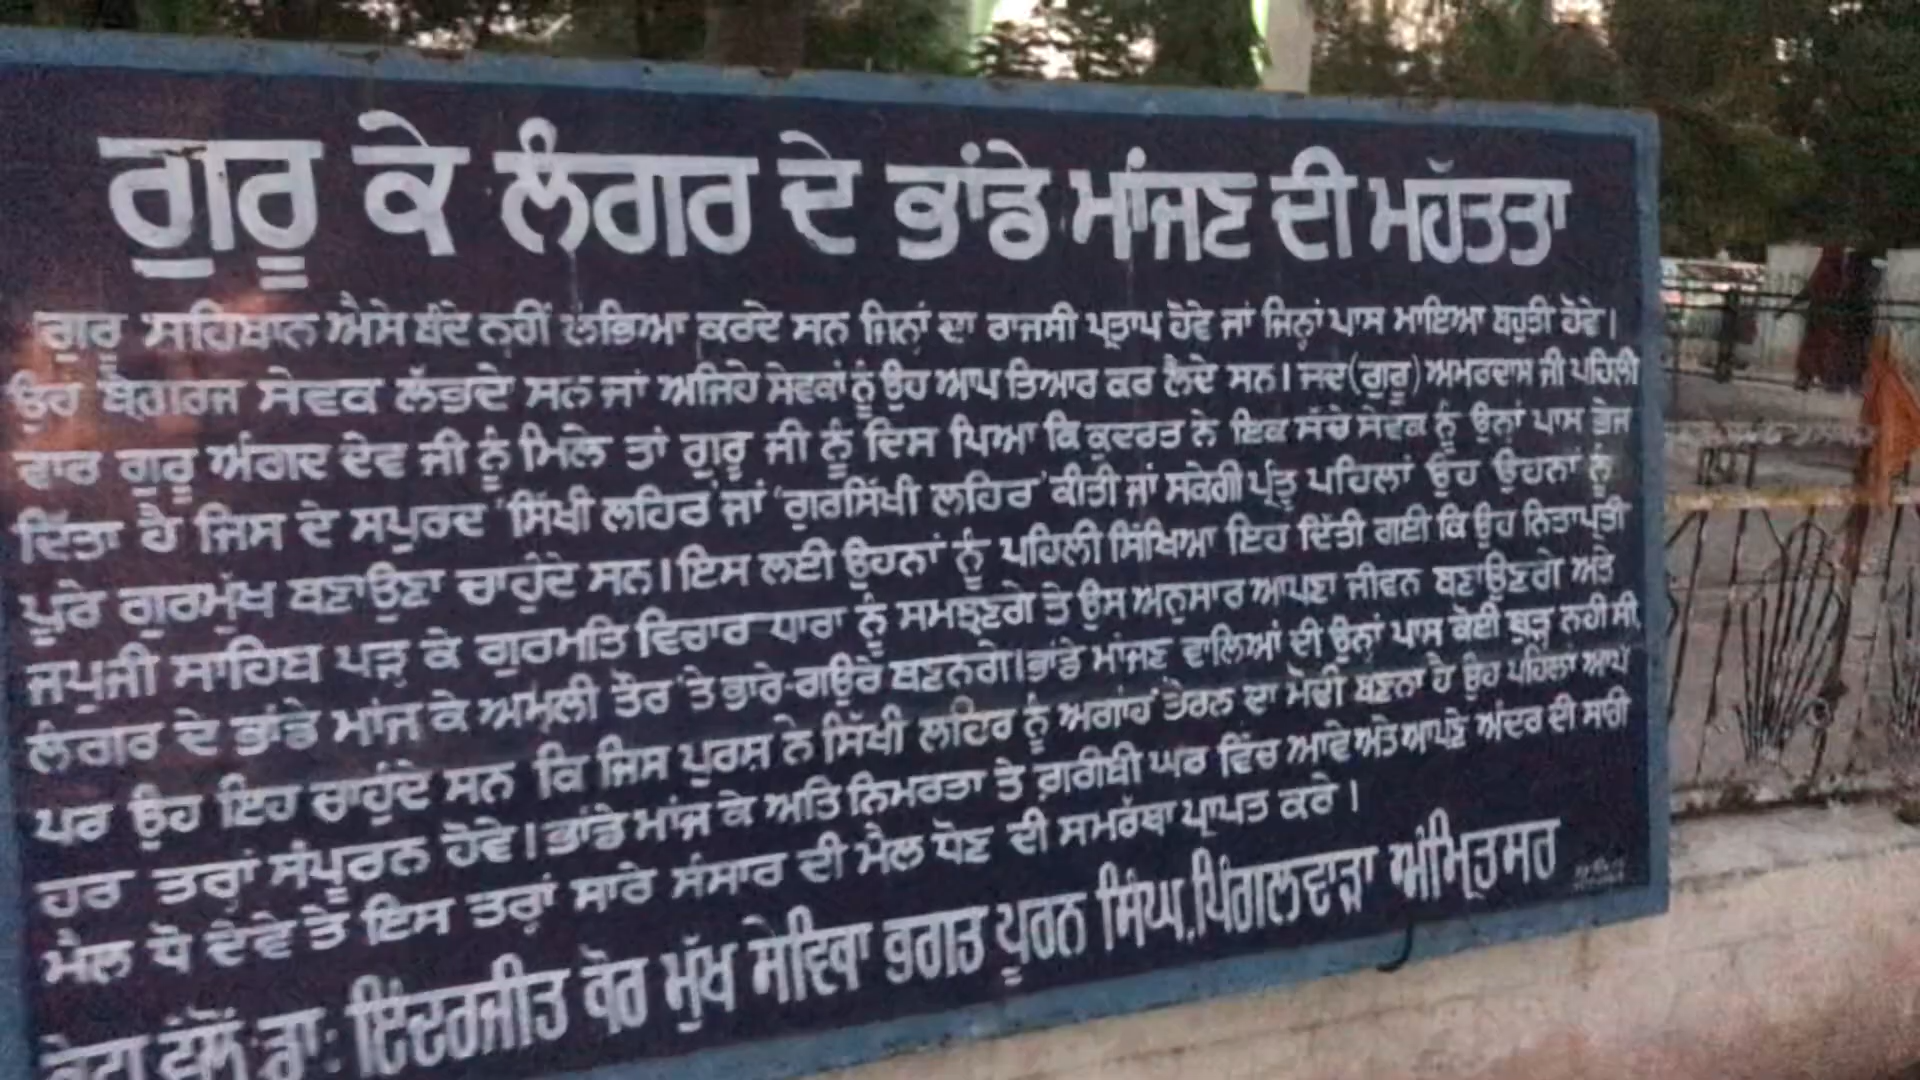 ਗੁਰੂ ਕੇ ਲੰਗਰ ਦੇ ਭਾਂਡੇ ਮਾਂਜਣ ਦੀ ਮਹੱਤਤਾ
ਗੁਰੂ ਸਹਿਬਾਨ ਐਸੇ ਬੰਦੇ ਨਹੀਂ ਲੱਭਿਆ ਕਰਦੇ ਸਨ ਜਿਨ੍ਹਾਂ ਦਾ ਰਾਜਸੀ ਪ੍ਰਤਾਪ ਹੋਵੇ ਜਾਂ ਜਿਨ੍ਹਾਂ ਪਾਸ ਮਾਇਆ ਬਹੁਤੀ ਹੋਵੇ।
ਉਹ ਬੇਗਰਜ ਸੇਵਕ ਲੱਭਦੇ ਸਨ ਜਾਂ ਅਜਿਹੇ ਸੇਵਕਾਂ ਨੂੰ ਉਹ ਆਪ ਤਿਆਰ ਕਰ ਲੈਂਦੇ ਸਨ। ਜਦ (ਗੁਰੂ) ਅਮਰਦਾਸ ਜੀ ਪਹਿਲੀ
ਵਾਰ ਗੁਰੂ ਅੰਗਦ ਦੇਵ ਜੀ ਨੂੰ ਮਿਲੇ ਤਾਂ ਗੁਰੂ ਜੀ ਨੂੰ ਦਿਸ ਪਿਆ ਕਿ ਕੁਦਰਤ ਨੇ ਇਕ ਸੱਚੇ ਸੇਵਕ ਨੂੰ ਉਨ੍ਹਾਂ ਪਾਸ ਭੇਜ
ਦਿੱਤਾ ਹੈ ਜਿਸ ਦੇ ਸਪੁਰਦ 'ਸਿੱਖੀ ਲਹਿਰ' ਜਾਂ 'ਗੁਰਸਿੱਖੀ ਲਹਿਰ' ਕੀਤੀ ਜਾਂ ਸਕੇਗੀ ਪ੍ਰੰਤੂ ਪਹਿਲਾਂ ਉਹ ਉਹਨਾਂ ਨੂੰ
ਪੂਰੇ ਗੁਰਮੁੱਖ ਬਣਾਉਣਾ ਚਾਹੁੰਦੇ ਸਨ। ਇਸ ਲਈ ਉਹਨਾਂ ਨੂੰ ਪਹਿਲੀ ਸਿੱਖਿਆ ਇਹ ਦਿੱਤੀ ਗਈ ਕਿ ਉਹ ਨਿਤਾਪ੍ਰਤੀ
ਜਪੁਜੀ ਸਾਹਿਬ ਪੜ੍ਹ ਕੇ ਗੁਰਮਤਿ ਵਿਚਾਰ ਧਾਰਾ ਨੂੰ ਸਮਝਣਗੇ ਤੇ ਉਸ ਅਨੁਸਾਰ ਆਪਣਾ ਜੀਵਨ ਬਣਾਉਣਗੇ ਅਤੇ
ਲੰਗਰ ਦੇ ਭਾਂਡੇ ਮਾਂਜ ਕੇ ਅਮਲੀ ਤੌਰ 'ਤੇ ਭਾਰੇ-ਗਉਰੇ ਬਣਨਗੇ। ਭਾਂਡੇ ਮਾਂਜਣ ਵਾਲਿਆਂ ਦੀ ਉਨ੍ਹਾਂ ਪਾਸ ਕੋਈ ਥੁੜ੍ਹ ਨਹੀਂ ਸੀ,
ਪਰ ਉਹ ਇਹ ਚਾਹੁੰਦੇ ਸਨ ਕਿ ਜਿਸ ਪੁਰਸ਼ ਨੇ ਸਿੱਖੀ ਲਹਿਰ ਨੂੰ ਅਗਾਂਹ ਤੋਰਨ ਦਾ ਮੋਢੀ ਬਣਨਾ ਹੈ ਉਹ ਪਹਿਲਾਂ ਆਪ
ਹਰ ਤਰ੍ਹਾਂ ਸੰਪੂਰਨ ਹੋਵੇ। ਭਾਂਡੇ ਮਾਂਜ ਕੇ ਅਤਿ ਨਿਮਰਤਾ ਤੇ ਗ਼ਰੀਬੀ ਘਰ ਵਿੱਚ ਆਵੇ ਅਤੇ ਆਪਣੇ ਅੰਦਰ ਦੀ ਸਾਰੀ
ਮੈਲ ਧੋ ਦੇਵੇ ਤੇ ਇਸ ਤਰ੍ਹਾਂ ਸਾਰੇ ਸੰਸਾਰ ਦੀ ਮੈਲ ਧੋਣ ਦੀ ਸਮਰੱਥਾ ਪ੍ਰਾਪਤ ਕਰੇ।
ਵੱਲੋਂ ਡਾ: ਇੰਦਰਜੀਤ ਕੌਰ ਮੁੱਖ ਸੇਵਿਕਾ ਭਗਤ ਪੂਰਨ ਸਿੰਘ, ਪਿੰਗਲਵਾੜਾ ਅੰਮ੍ਰਿਤਸਰ